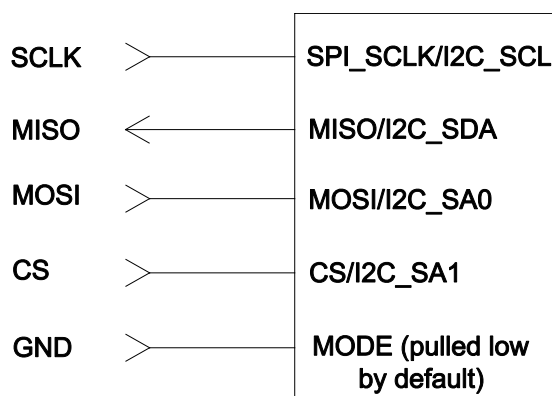 SCLK SPI_SCLK/I2C_SCL
MISO MISO/I2C_SDA
MOSI MOSI/I2C_SA0
CS CS/I2C_SA1
GND MODE (pulled low
by default)